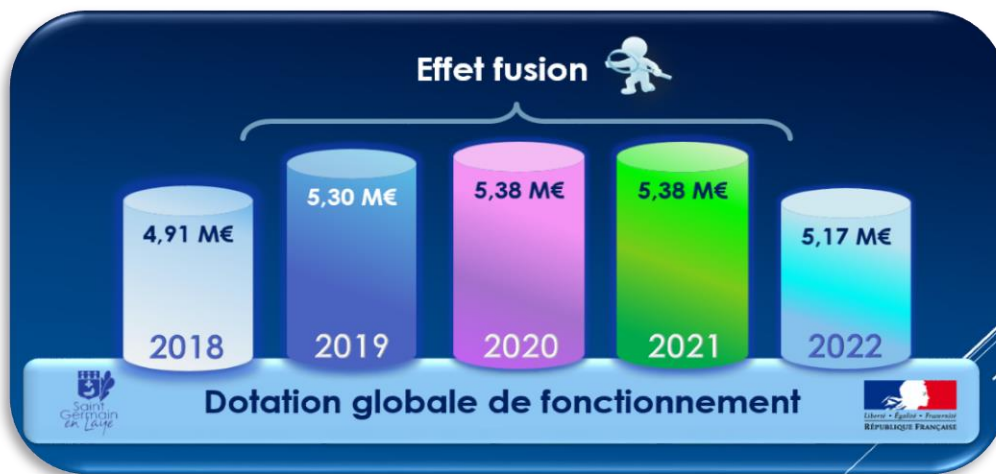 Effet fusion
4,91 M€
5,30 M€
5,38 M€
5,38 M€
5,17 M€
2018
2019
2020
2021
2022
Dotation globale de fonctionnement
Saint
Germain
en Laye
Liberté • Égalité • Fraternité
RÉPUBLIQUE FRANÇAISE